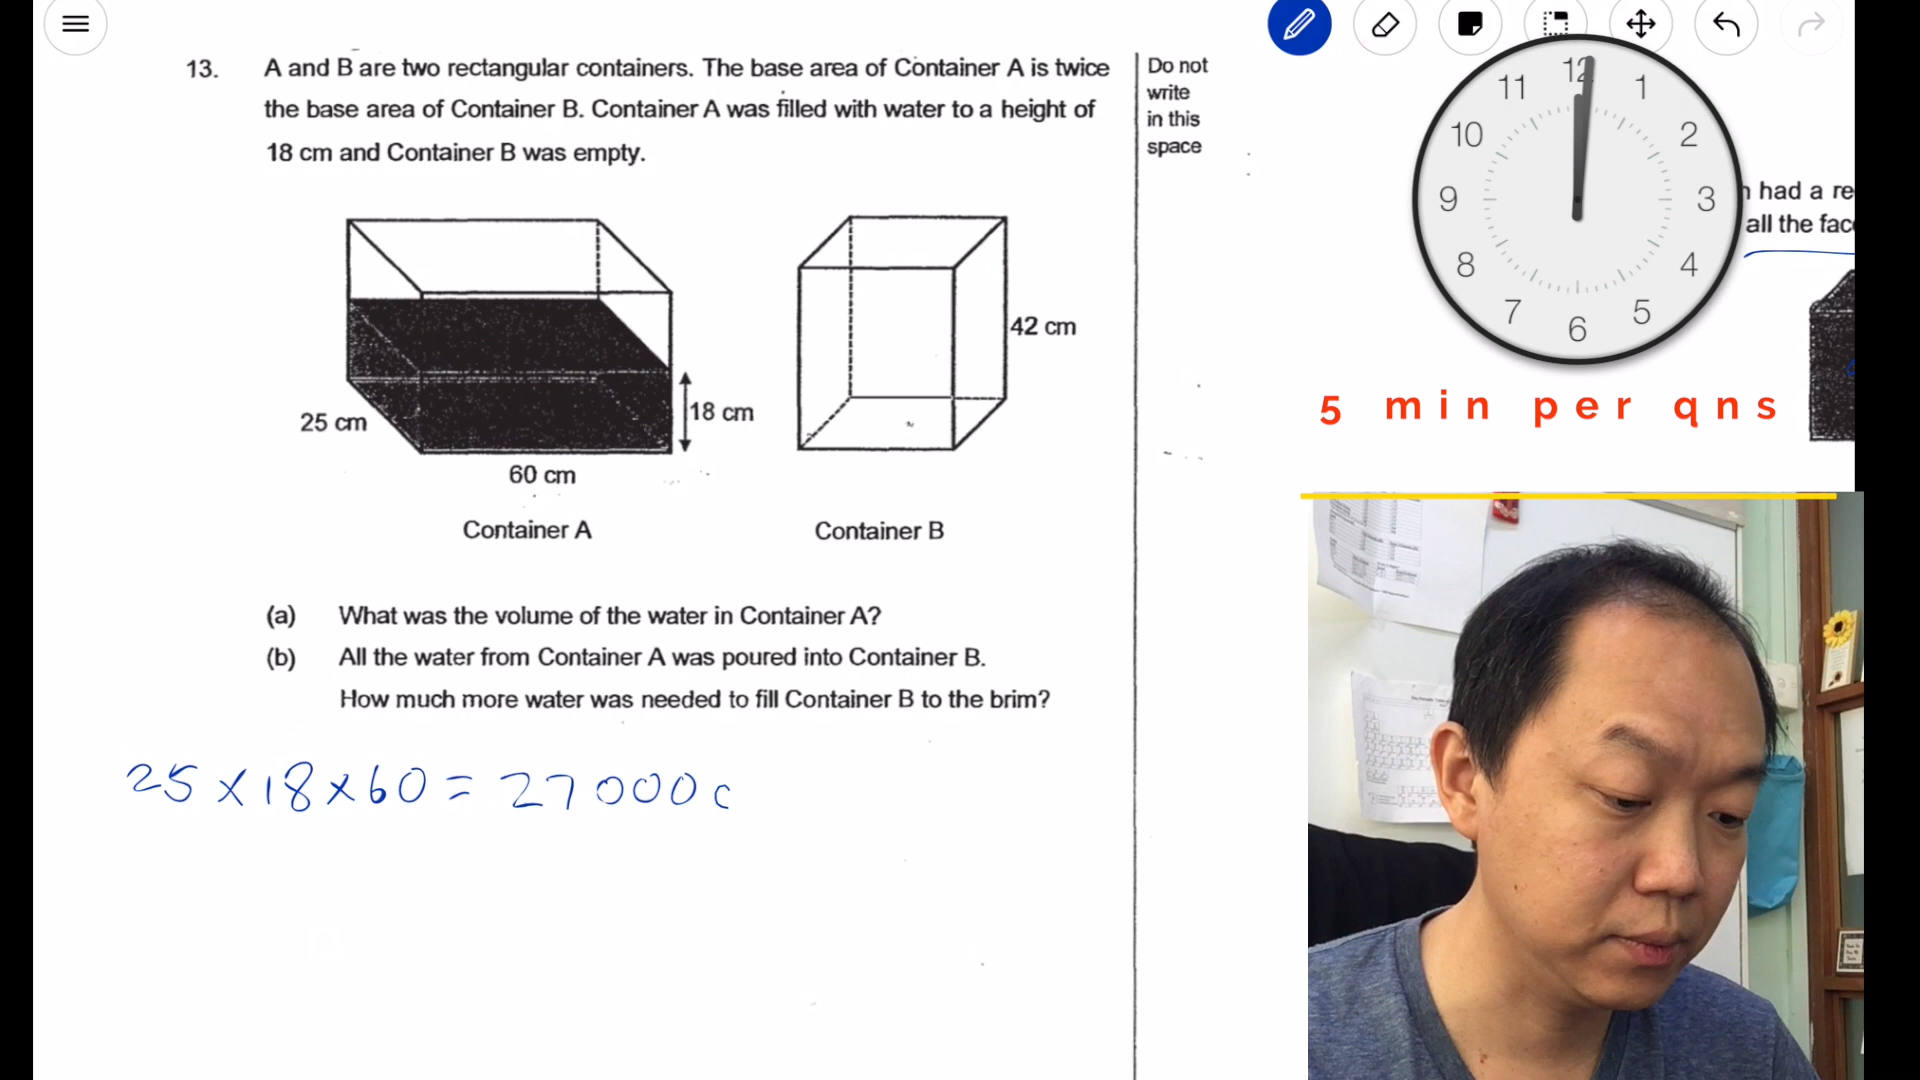 13. A and B are two rectangular containers. The base area of Container A is twice
the base area of Container B. Container A was filled with water to a height of
18 cm and Container B was empty.
Do not
write
in this
space
25 cm
60 cm
18 cm
42 cm
Container A
Container B
(a) What was the volume of the water in Container A?
(b) All the water from Container A was poured into Container B.
How much more water was needed to fill Container B to the brim?
25 × 18 × 60 = 27 000 c
12
1
2
3
4
5
6
7
8
9
10
11
had a re
all the fac
5 min per qns